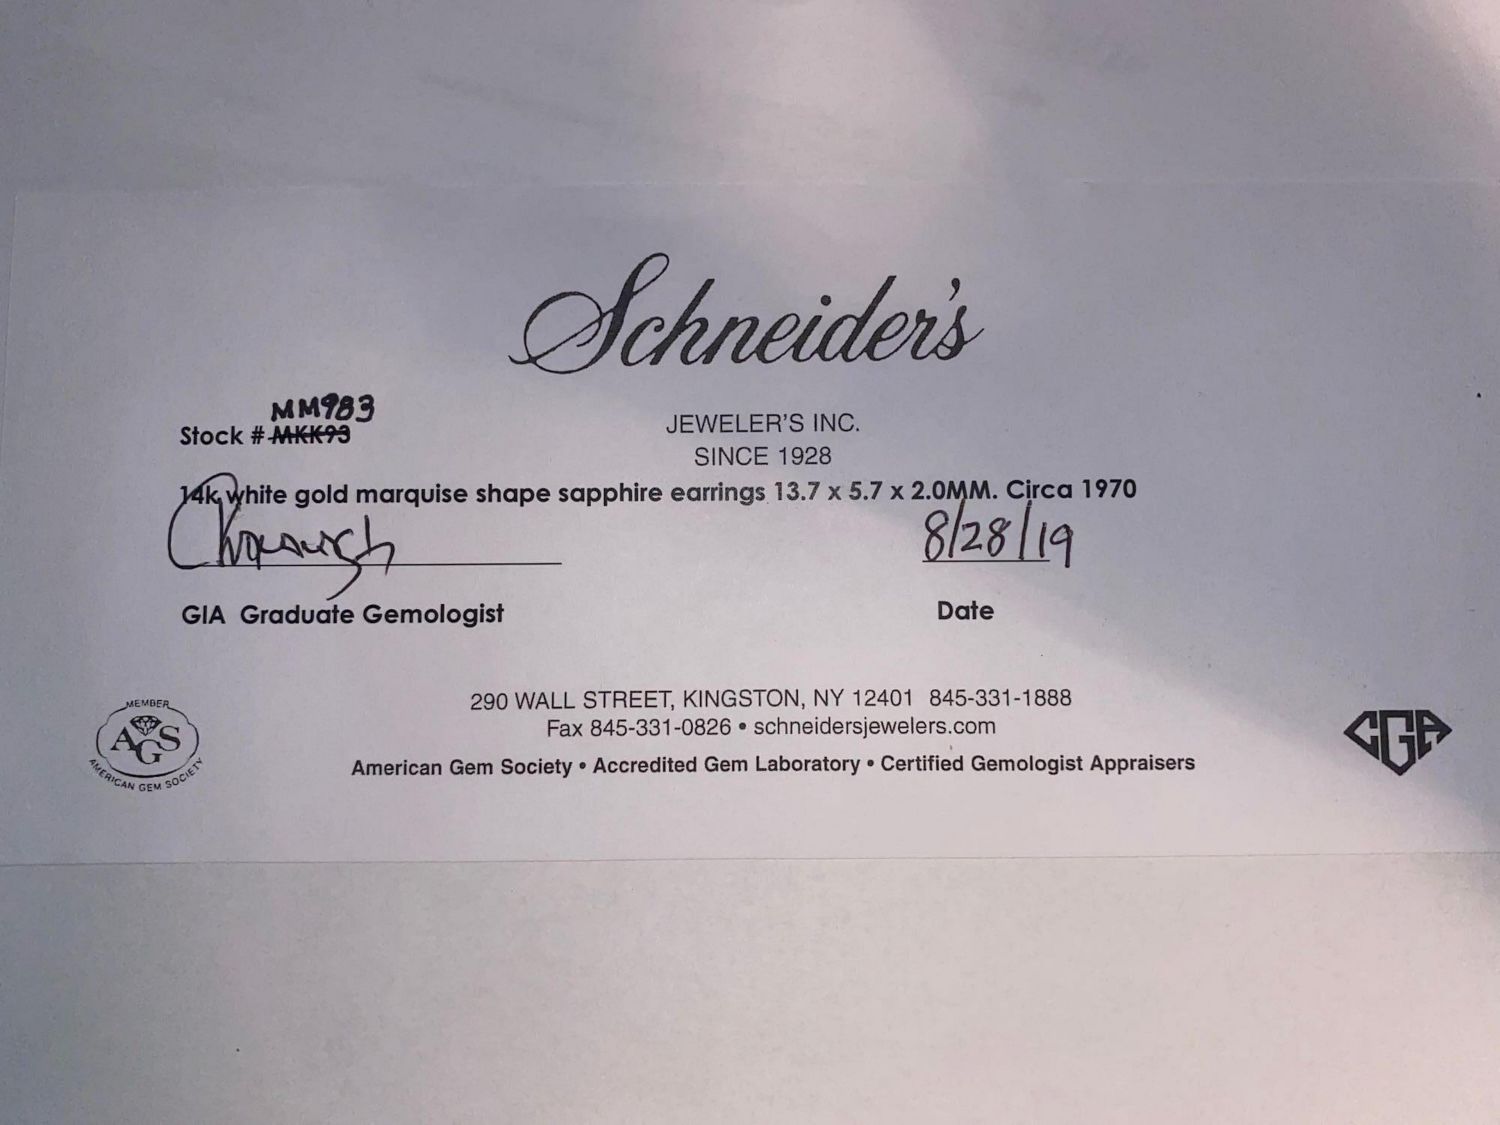 Schneider's
MM983
Stock # MKK93
JEWELER'S INC.
SINCE 1928
14k white gold marquise shape sapphire earrings 13.7 x 5.7 x 2.0MM. Circa 1970
8/28/19
GIA Graduate Gemologist
Date
290 WALL STREET, KINGSTON, NY 12401 845-331-1888
Fax 845-331-0826 • schneidersjewelers.com
American Gem Society • Accredited Gem Laboratory • Certified Gemologist Appraisers
MEMBER
AGS
AMERICAN GEM SOCIETY
CGA